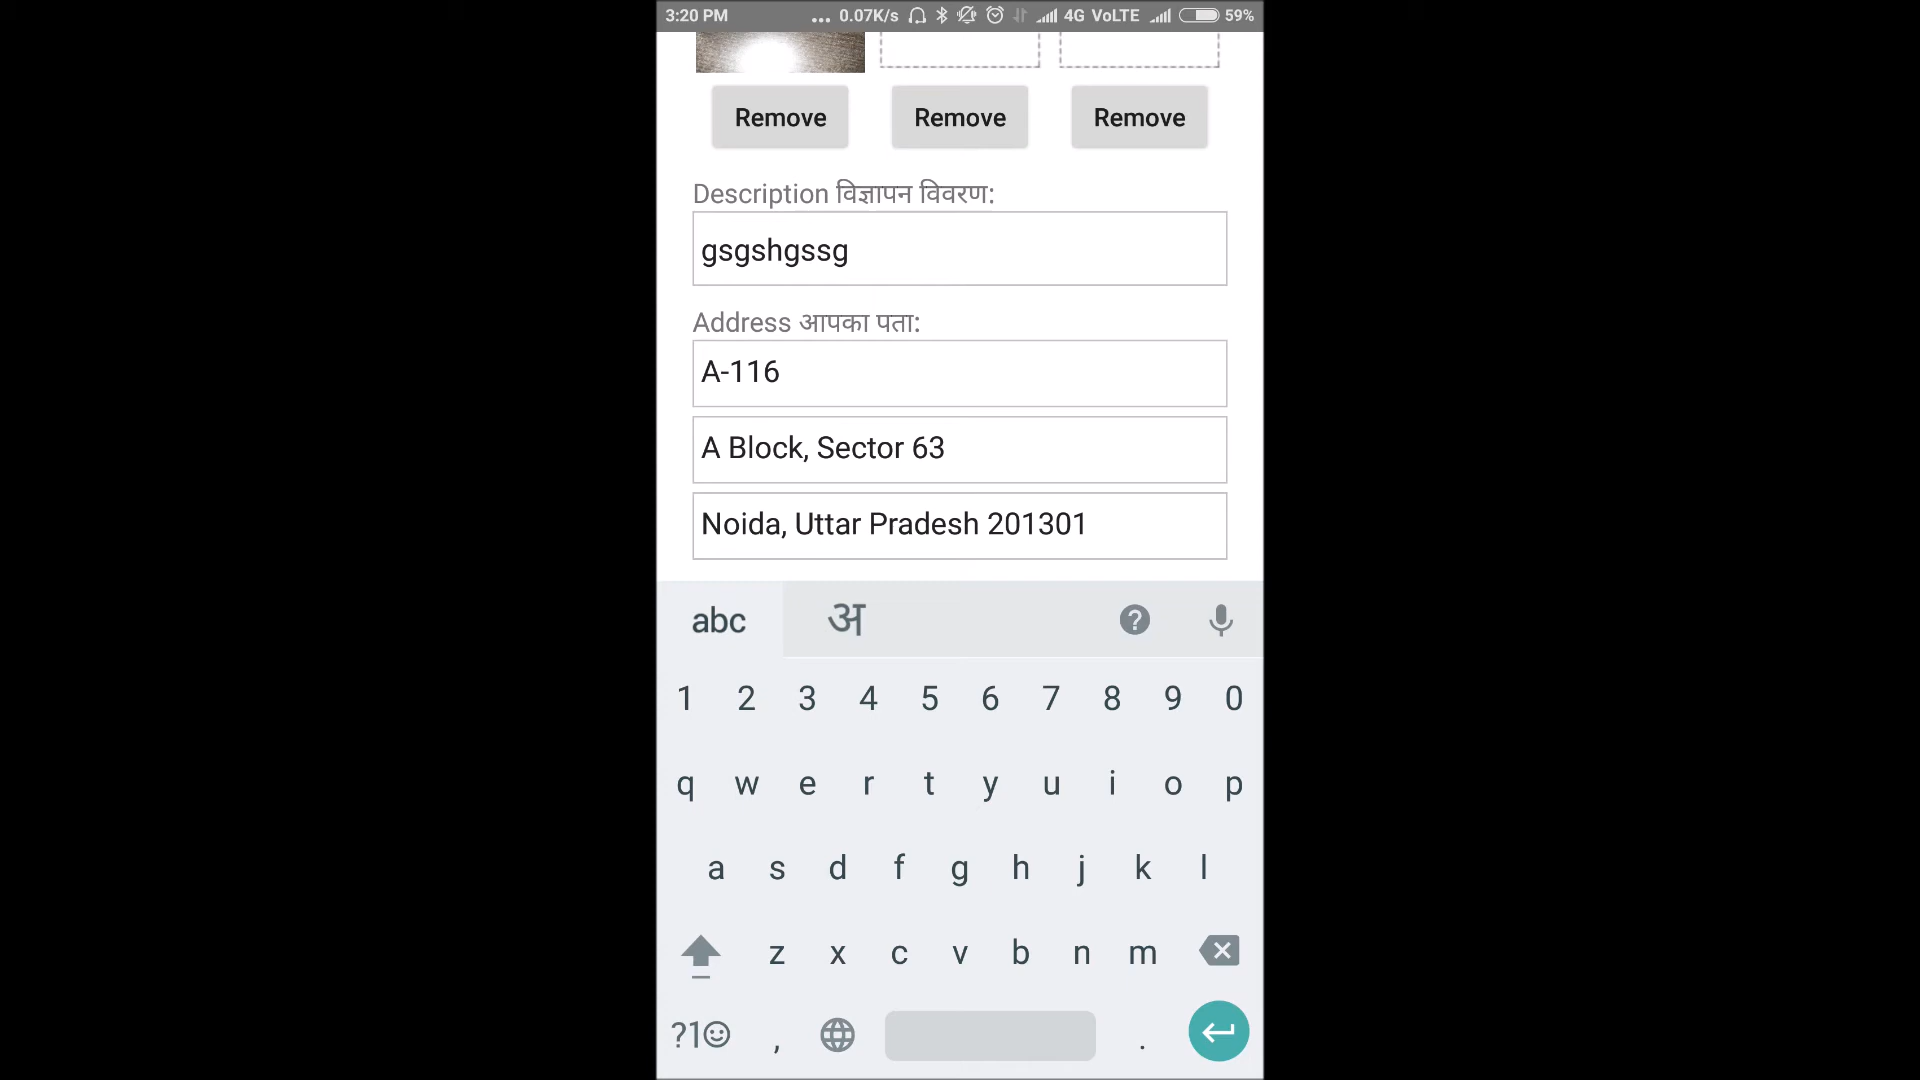 3:20 PM ... 0.07K/s 4G VoLTE 59%
Remove Remove Remove
Description विज्ञापन विवरण:
gsgshgssg
Address आपका पता:
A-116
A Block, Sector 63
Noida, Uttar Pradesh 201301
abc अ ?
1 2 3 4 5 6 7 8 9 0
q w e r t y u i o p
a s d f g h j k l
z x c v b n m
?1☺ , .